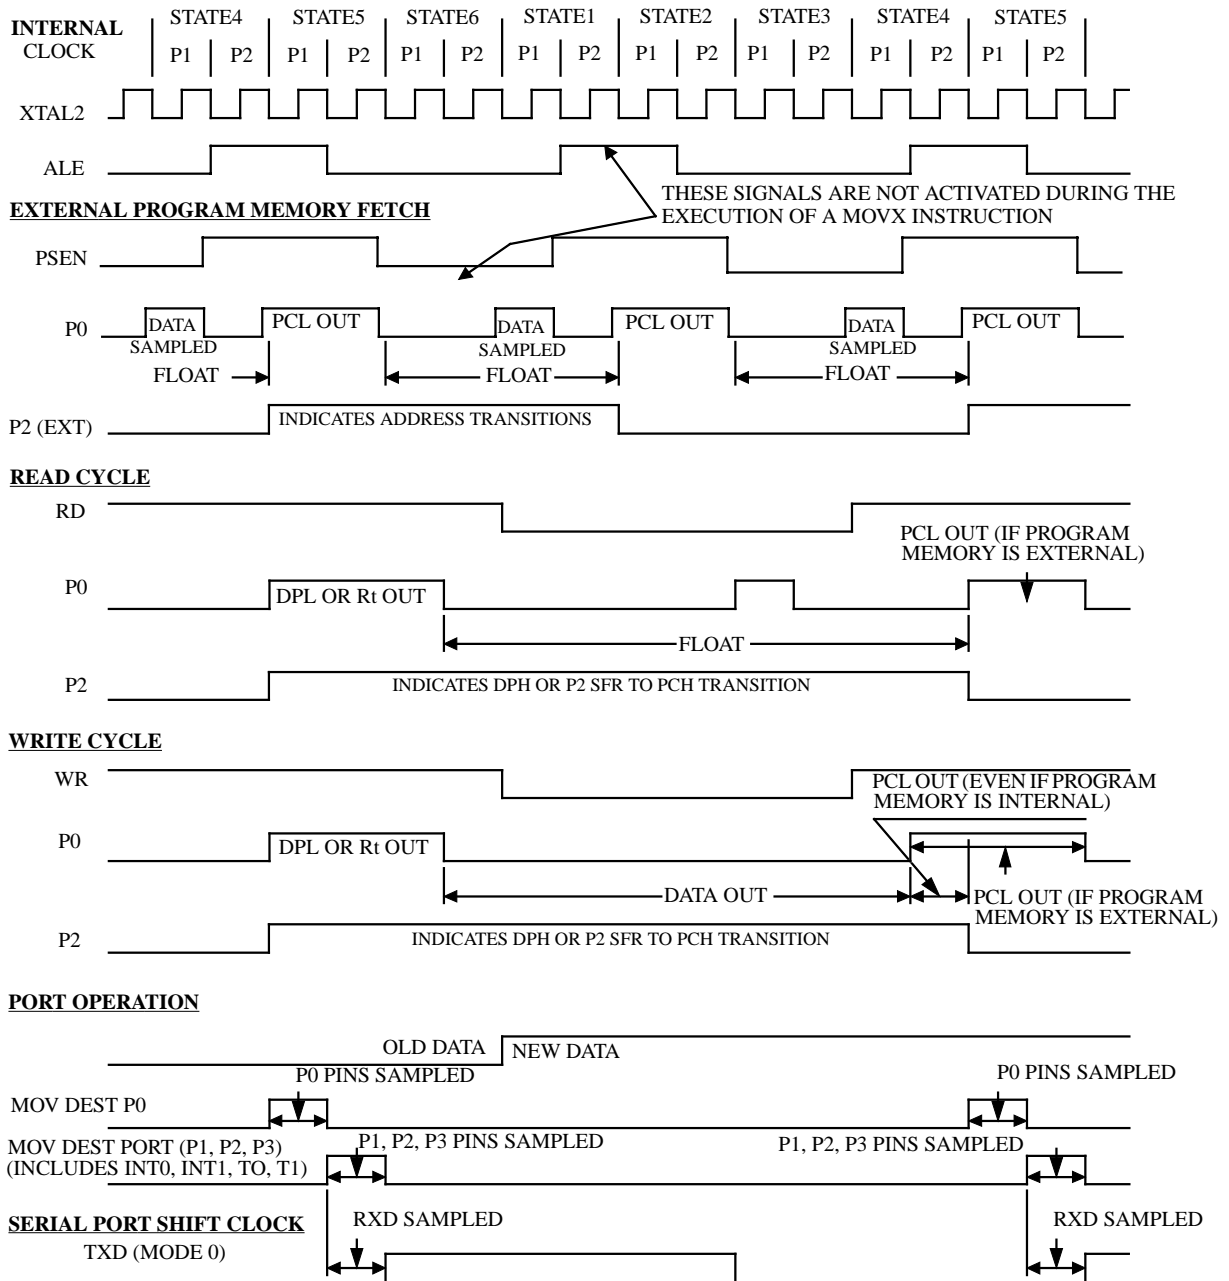 INTERNAL CLOCK
STATE4 STATE5 STATE6 STATE1 STATE2 STATE3 STATE4 STATE5
P1 P2 P1 P2 P1 P2 P1 P2 P1 P2 P1 P2 P1 P2 P1 P2
XTAL2
ALE
THESE SIGNALS ARE NOT ACTIVATED DURING THE
EXECUTION OF A MOVX INSTRUCTION
EXTERNAL PROGRAM MEMORY FETCH
PSEN
P0
DATA SAMPLED
PCL OUT
DATA SAMPLED
PCL OUT
DATA SAMPLED
PCL OUT
FLOAT FLOAT FLOAT
P2 (EXT)
INDICATES ADDRESS TRANSITIONS
READ CYCLE
RD
PCL OUT (IF PROGRAM
MEMORY IS EXTERNAL)
P0
DPL OR Rt OUT
FLOAT
P2
INDICATES DPH OR P2 SFR TO PCH TRANSITION
WRITE CYCLE
WR
PCL OUT (EVEN IF PROGRAM
MEMORY IS INTERNAL)
P0
DPL OR Rt OUT
DATA OUT
PCL OUT (IF PROGRAM
MEMORY IS EXTERNAL)
P2
INDICATES DPH OR P2 SFR TO PCH TRANSITION
PORT OPERATION
OLD DATA NEW DATA
P0 PINS SAMPLED P0 PINS SAMPLED
MOV DEST P0
MOV DEST PORT (P1, P2, P3)
(INCLUDES INT0, INT1, TO, T1)
P1, P2, P3 PINS SAMPLED P1, P2, P3 PINS SAMPLED
SERIAL PORT SHIFT CLOCK
TXD (MODE 0)
RXD SAMPLED RXD SAMPLED